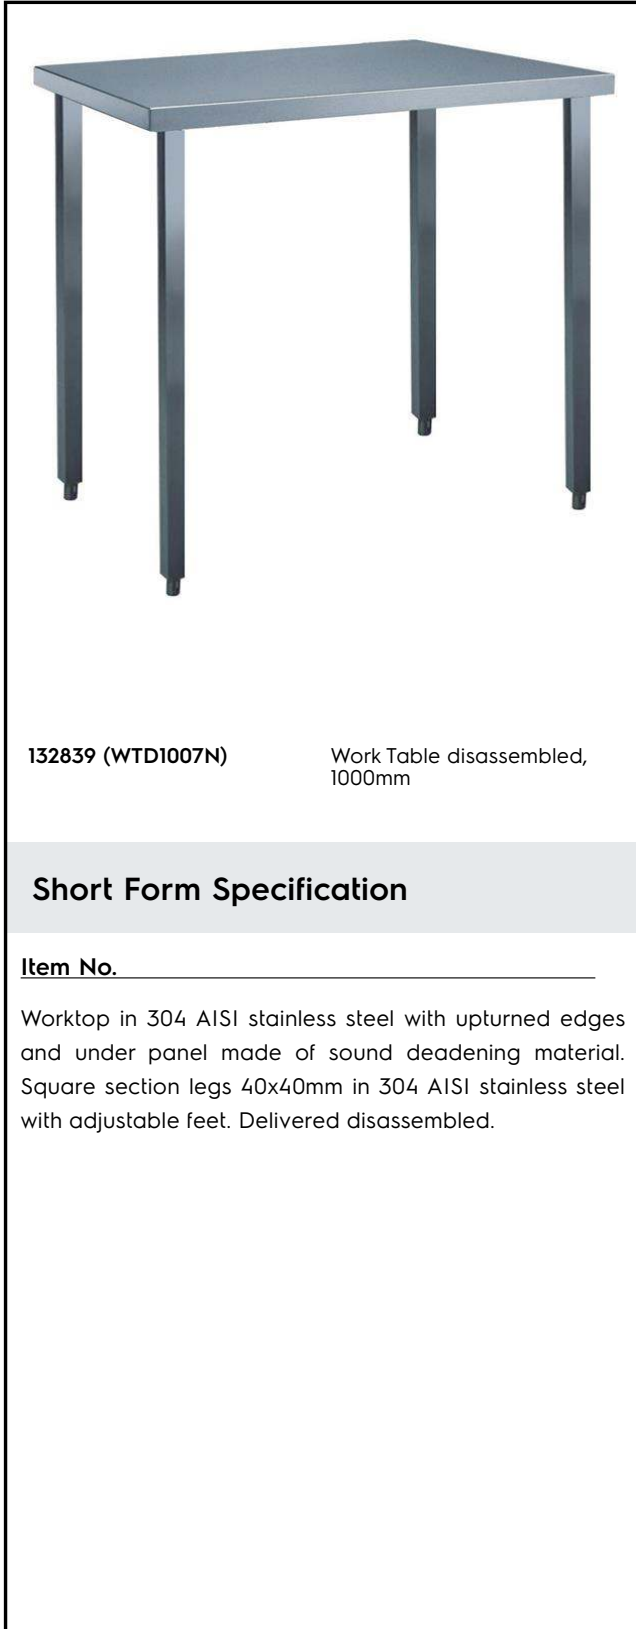 132839 (WTD1007N)
Work Table disassembled,
1000mm
Short Form Specification
Item No.
Worktop in 304 AISI stainless steel with upturned edges
and under panel made of sound deadening material.
Square section legs 40x40mm in 304 AISI stainless steel
with adjustable feet. Delivered disassembled.